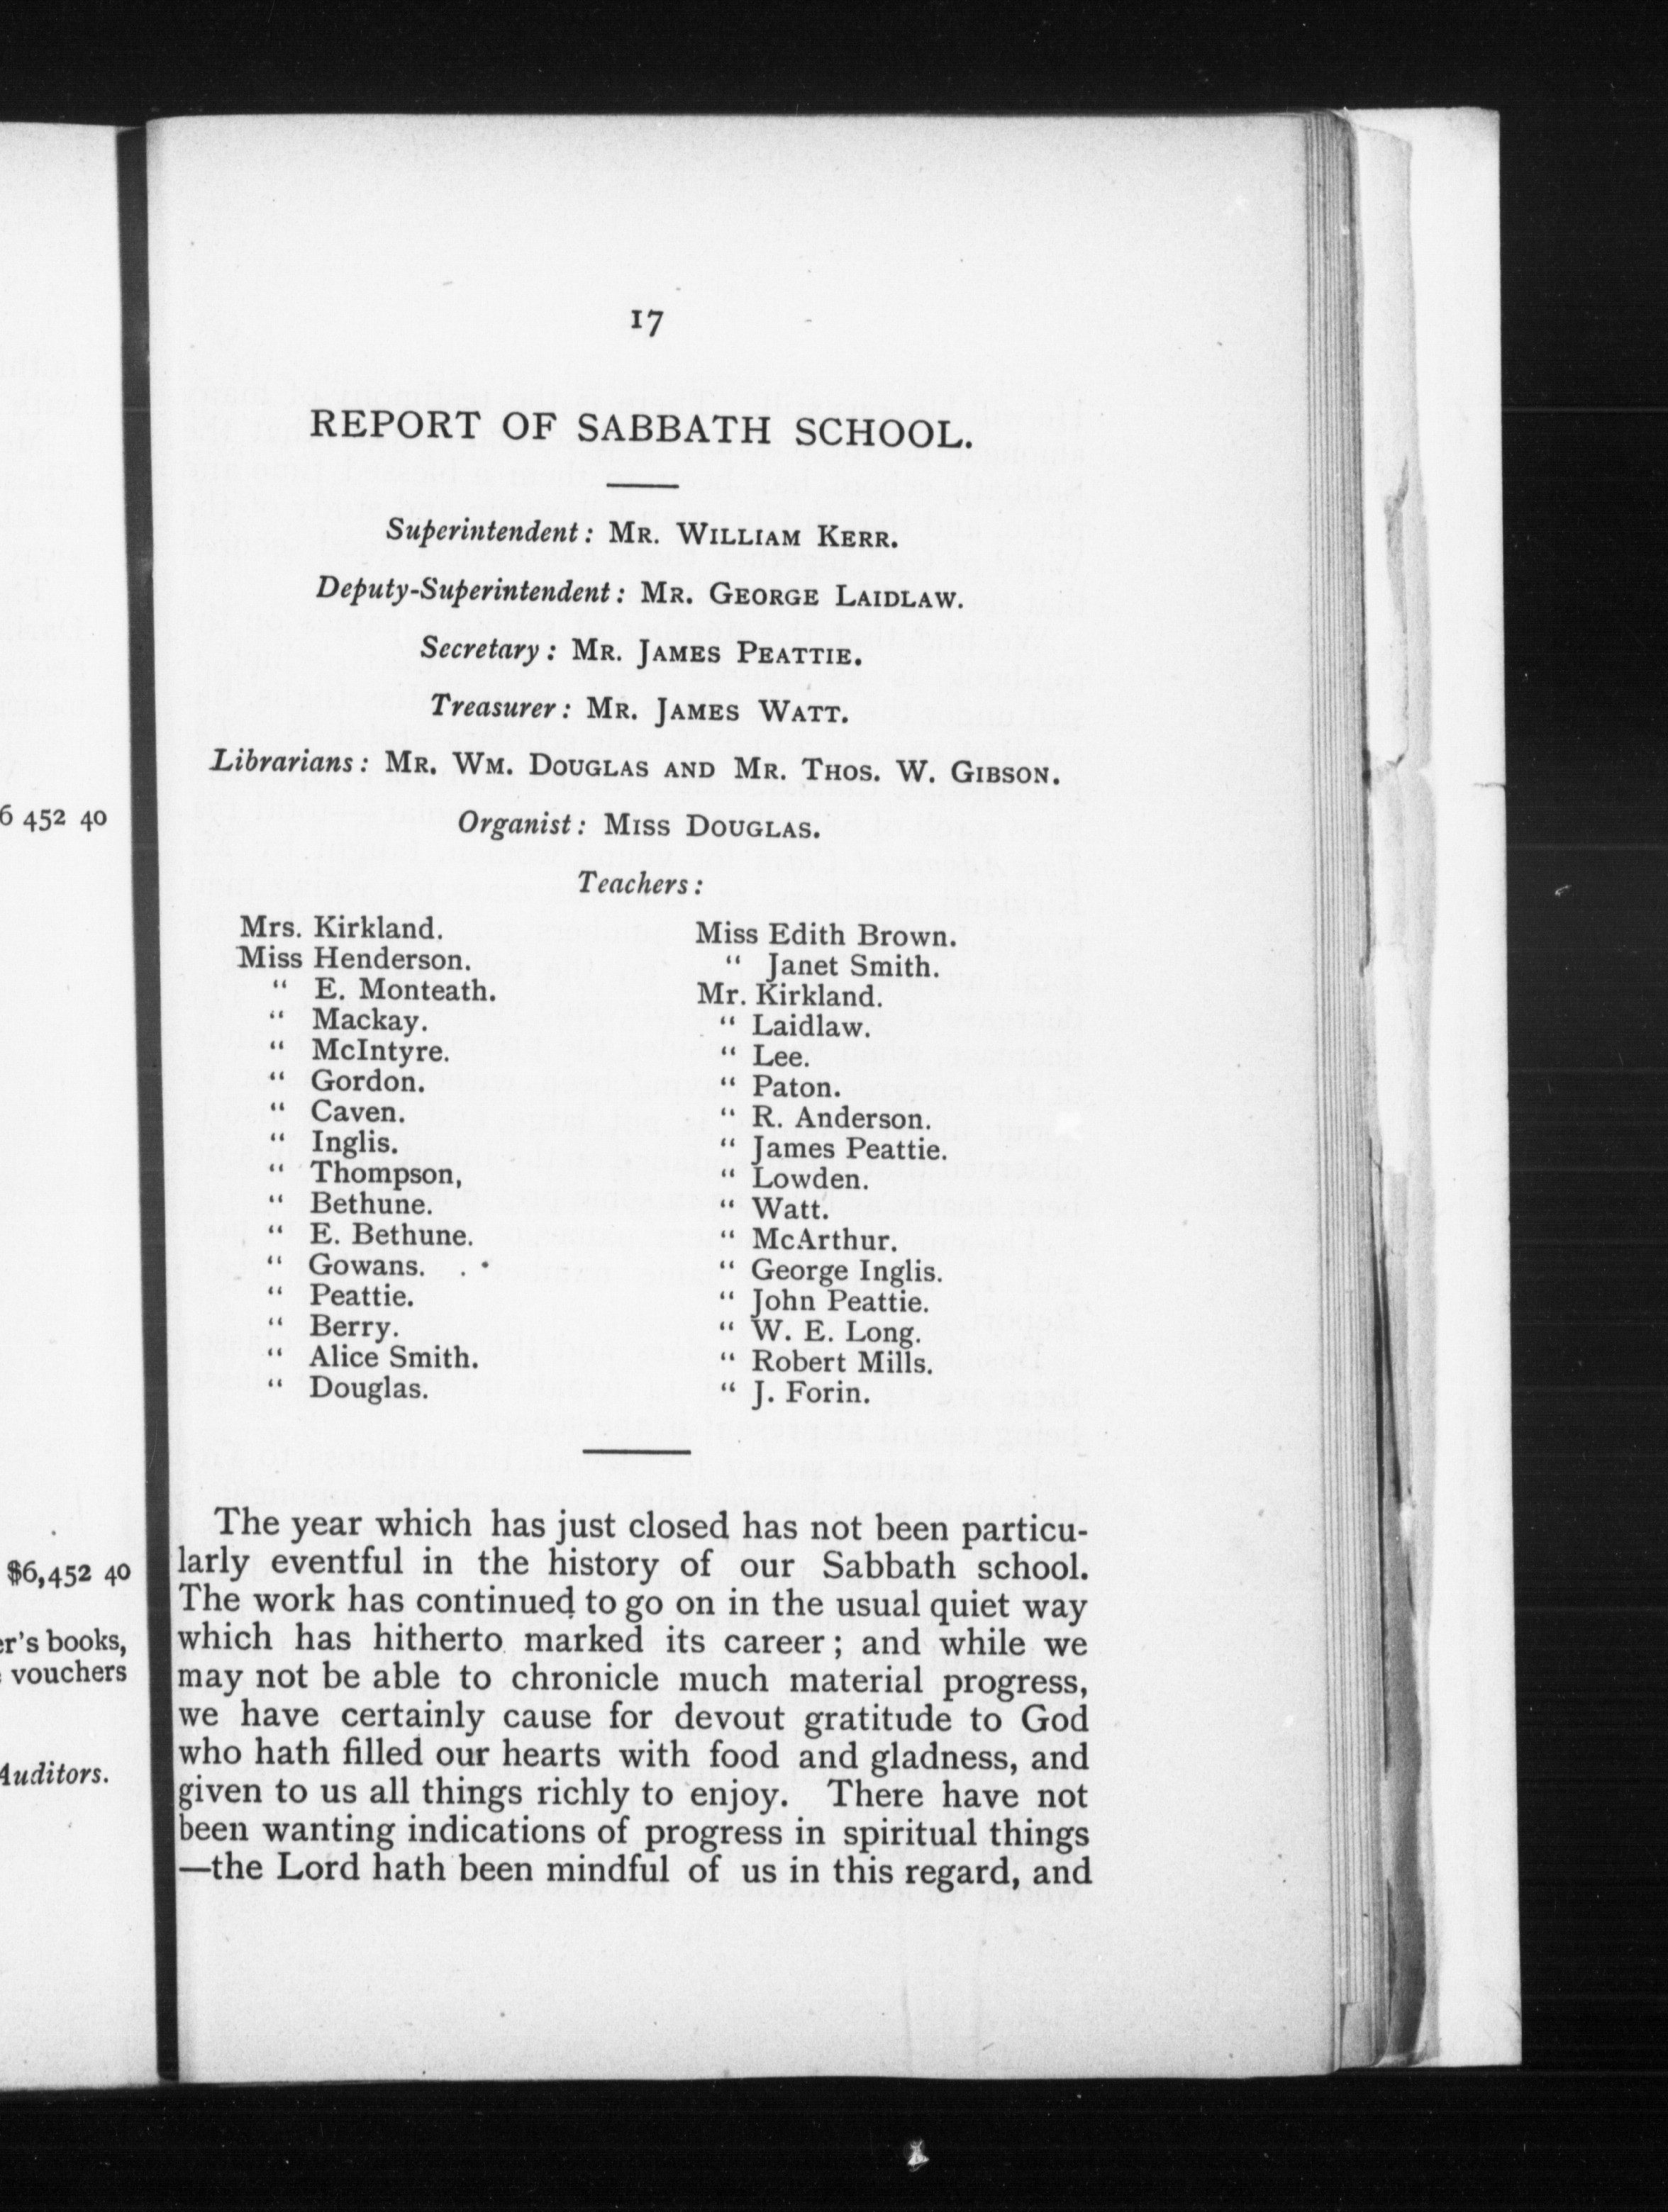 6 452 40
$6,452 40
er's books,
vouchers
Auditors.
17
REPORT OF SABBATH SCHOOL.
Superintendent: MR. WILLIAM KERR.
Deputy-Superintendent: MR. GEORGE LAIDLAW.
Secretary: MR. JAMES PEATTIE.
Treasurer: MR. JAMES WATT.
Librarians: MR. WM. DOUGLAS AND MR. THOS. W. GIBSON.
Organist: MISS DOUGLAS.
Teachers:
Mrs. Kirkland.
Miss Henderson.
“ E. Monteath.
“ Mackay.
“ McIntyre.
“ Gordon.
“ Caven.
“ Inglis.
“ Thompson,
“ Bethune.
“ E. Bethune.
“ Gowans.
“ Peattie.
“ Berry.
“ Alice Smith.
“ Douglas.
Miss Edith Brown.
“ Janet Smith.
Mr. Kirkland.
“ Laidlaw.
“ Lee.
“ Paton.
“ R. Anderson.
“ James Peattie.
“ Lowden.
“ Watt.
“ McArthur.
“ George Inglis.
“ John Peattie.
“ W. E. Long.
“ Robert Mills.
“ J. Forin.
The year which has just closed has not been particu-
larly eventful in the history of our Sabbath school.
The work has continued to go on in the usual quiet way
which has hitherto marked its career; and while we
may not be able to chronicle much material progress,
we have certainly cause for devout gratitude to God
who hath filled our hearts with food and gladness, and
given to us all things richly to enjoy. There have not
been wanting indications of progress in spiritual things
—the Lord hath been mindful of us in this regard, and